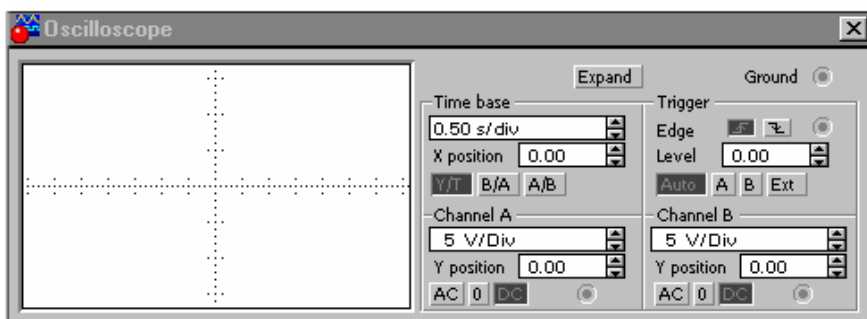 Oscilloscope
Expand Ground
Time base
0.50 s/div
X position 0.00
Y/T B/A A/B
Trigger
Edge
Level 0.00
Auto A B Ext
Channel A
5 V/Div
Y position 0.00
AC 0 DC
Channel B
5 V/Div
Y position 0.00
AC 0 DC